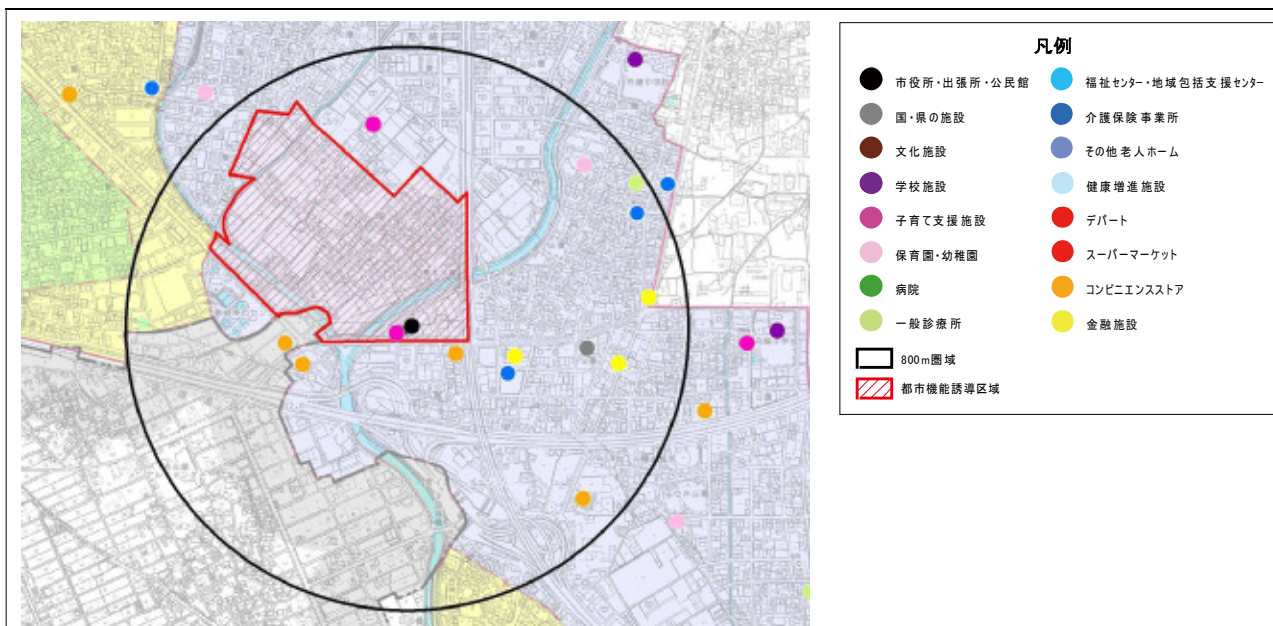 凡例
市役所・出張所・公民館
国・県の施設
文化施設
学校施設
子育て支援施設
保育園・幼稚園
病院
一般診療所
福祉センター・地域包括支援センター
介護保険事業所
その他老人ホーム
健康増進施設
デパート
スーパーマーケット
コンビニエンスストア
金融施設
800m圏域
都市機能誘導区域